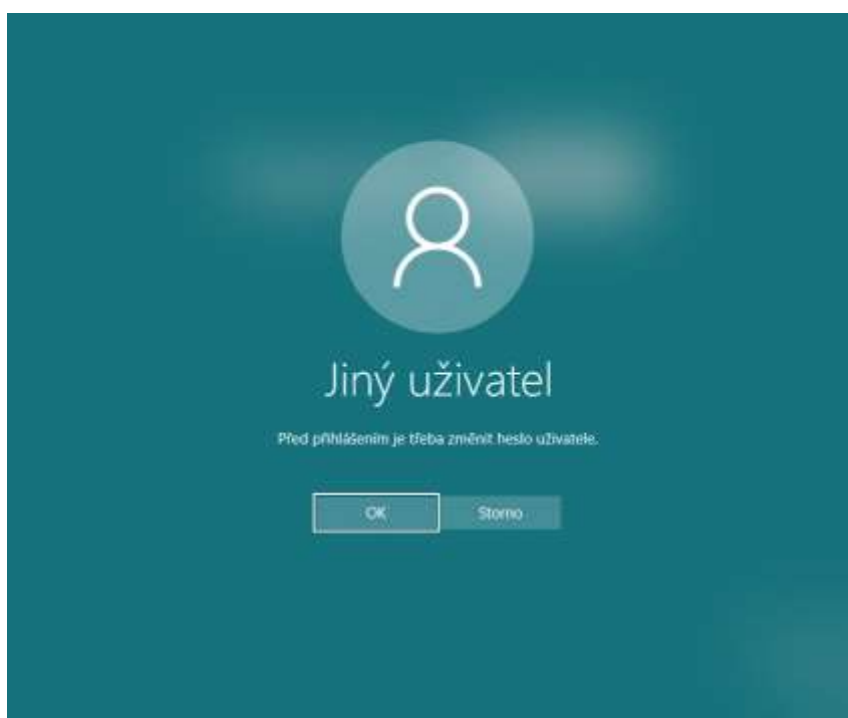 Jiný uživatel
Před přihlášením je třeba změnit heslo uživatele.
OK
Storno